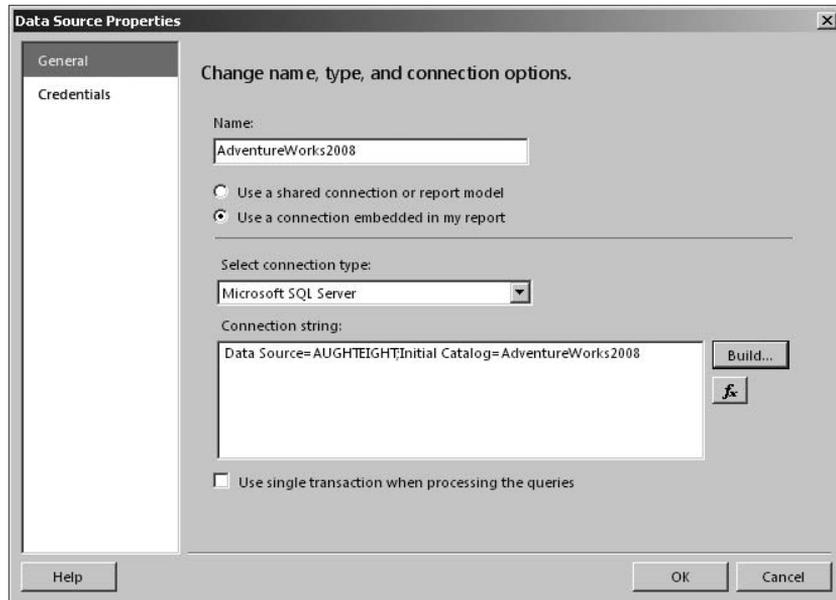 Data Source Properties
General
Credentials
Change name, type, and connection options.
Name:
AdventureWorks2008
Use a shared connection or report model
Use a connection embedded in my report
Select connection type:
Microsoft SQL Server
Connection string:
Data Source=AUGHTEIGHT;Initial Catalog=AdventureWorks2008
Build...
fx
Use single transaction when processing the queries
Help
OK
Cancel